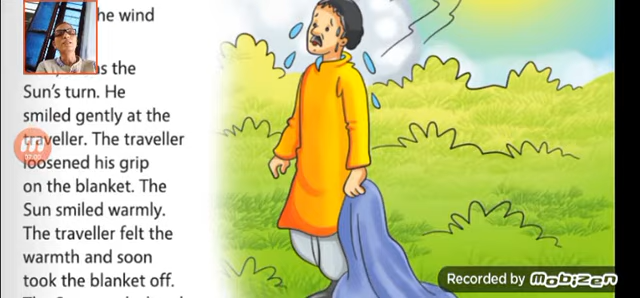 he wind
s the
Sun's turn. He
smiled gently at the
traveller. The traveller
loosened his grip
on the blanket. The
Sun smiled warmly.
The traveller felt the
warmth and soon
took the blanket off.
Recorded by mobizen